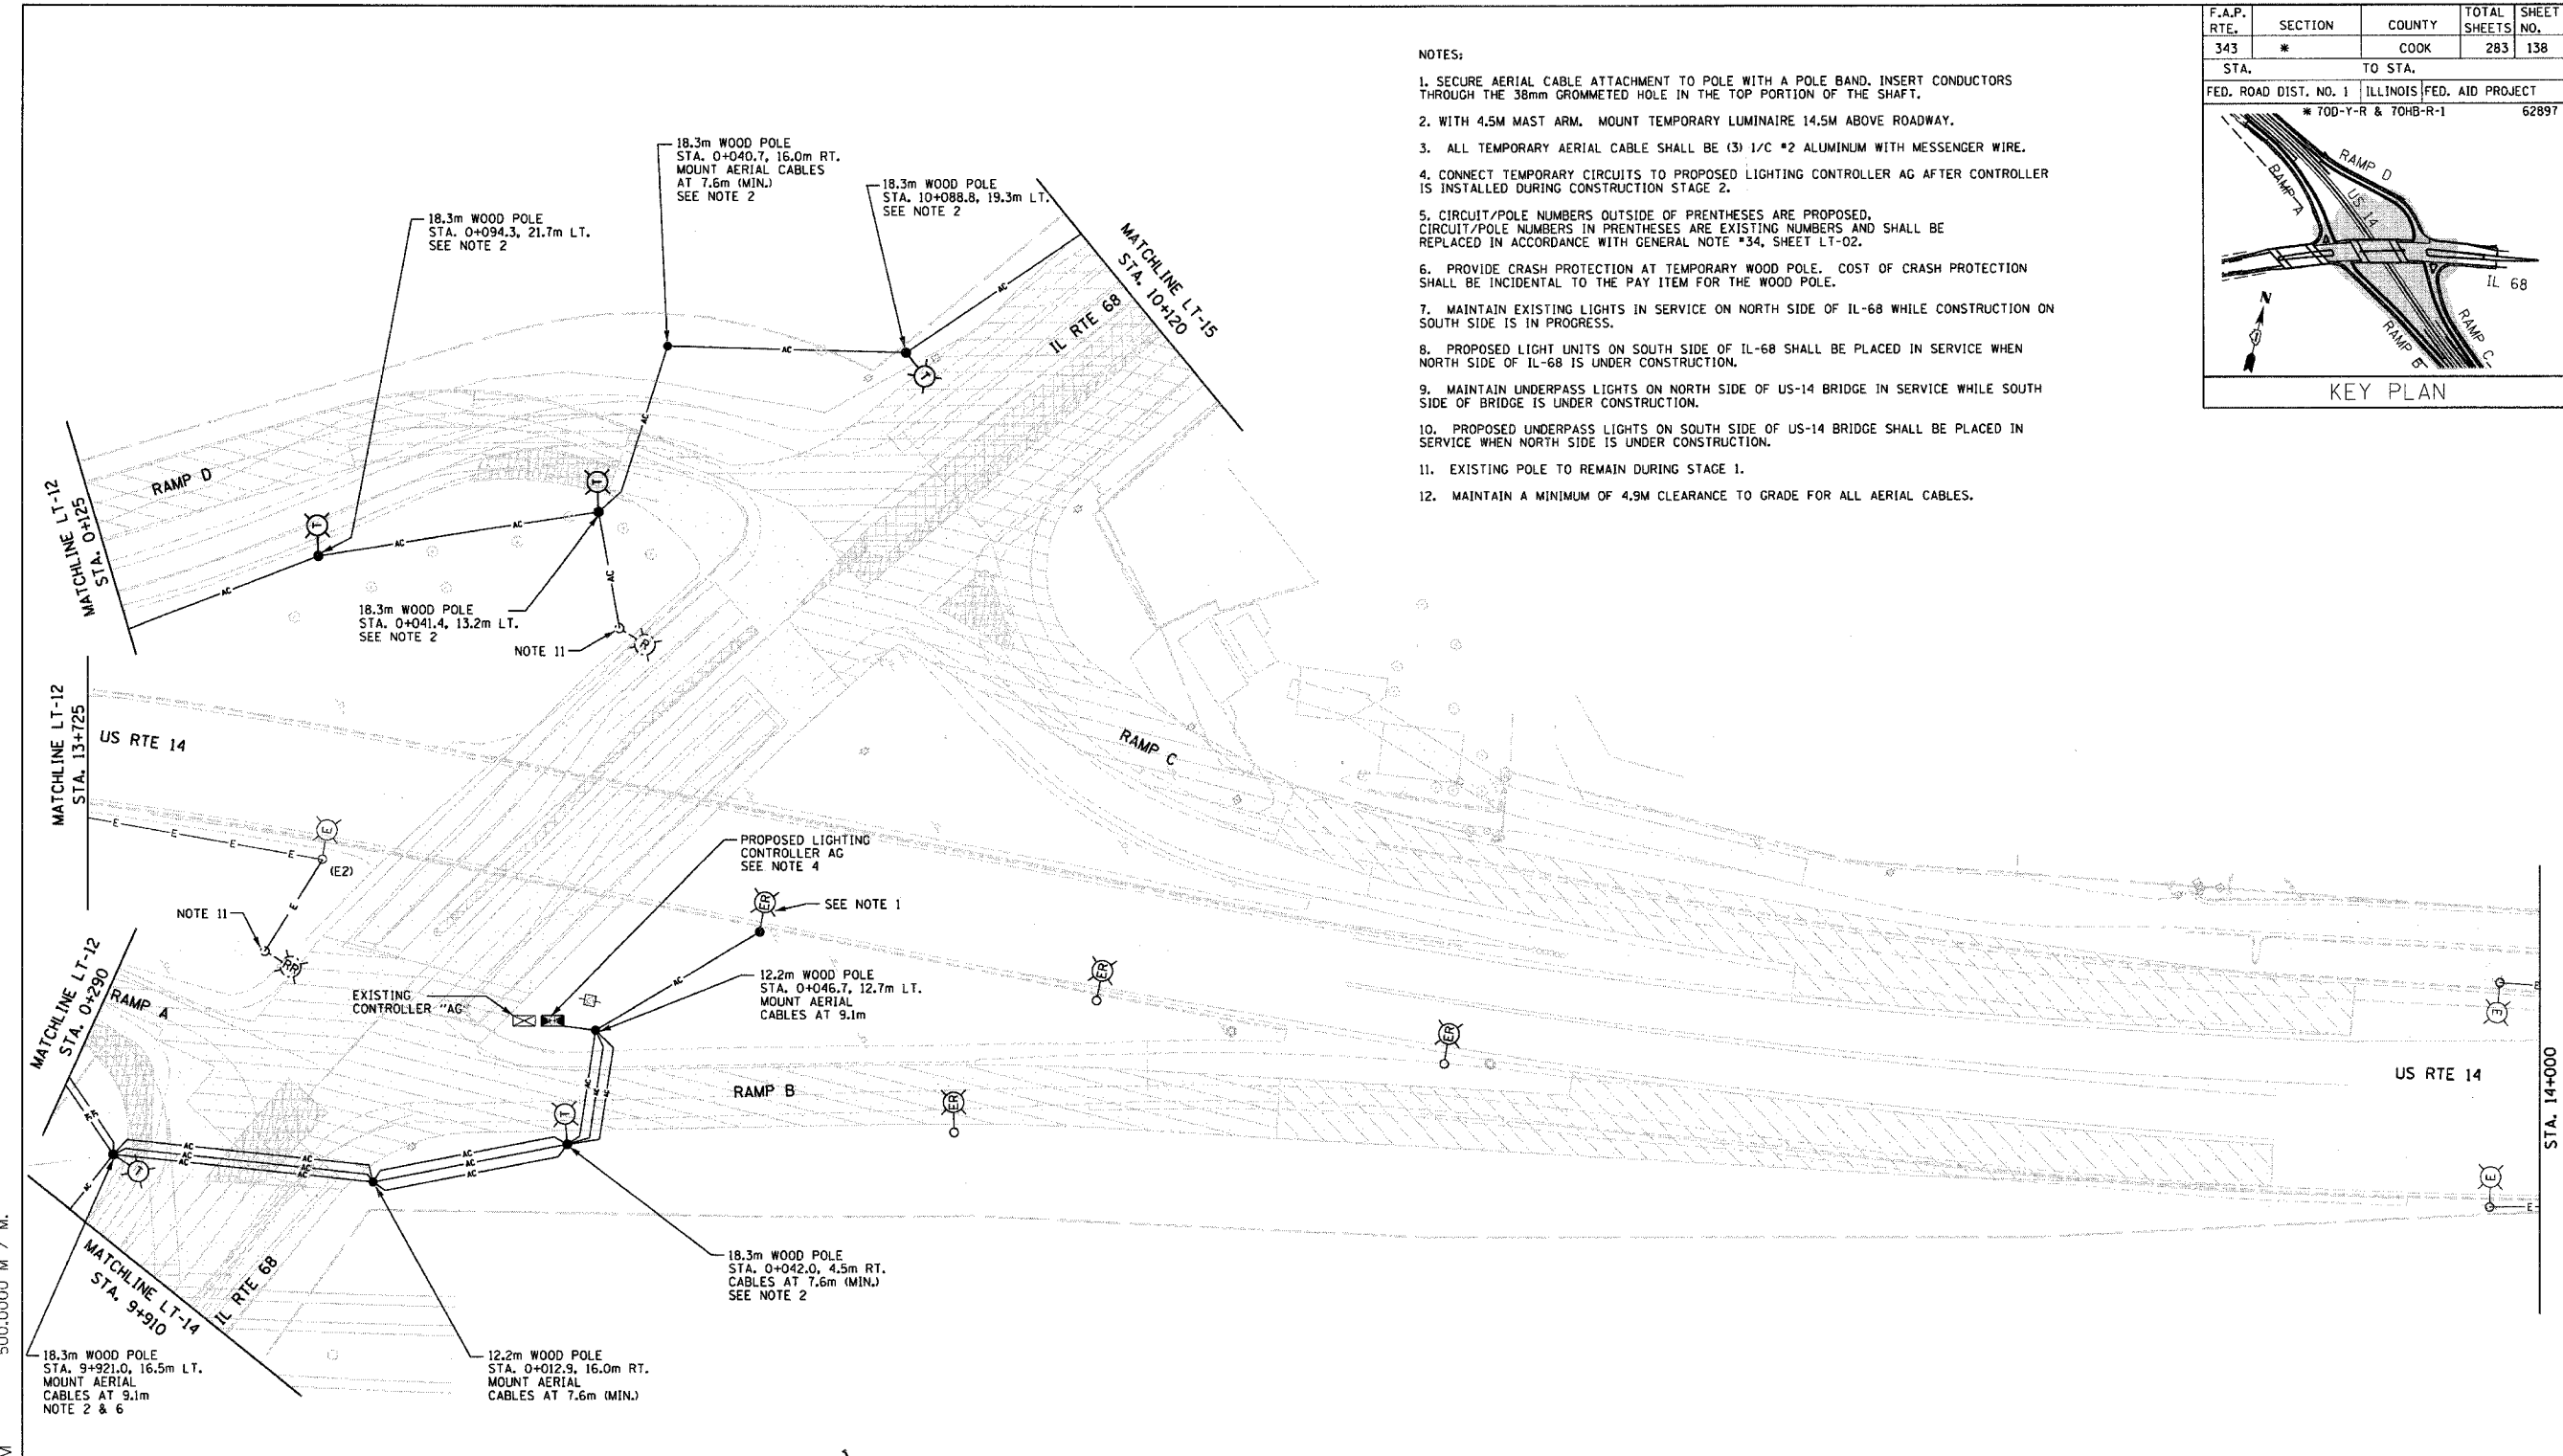 F.A.P. RTE. SECTION COUNTY TOTAL SHEETS SHEET NO.
343 * COOK 283 138
STA. TO STA.
FED. ROAD DIST. NO. 1 ILLINOIS FED. AID PROJECT
* 70D-Y-R & 70HB-R-1 62897
RAMP D
RAMP A
US 14
IL 68
N
RAMP B
RAMP C
KEY PLAN
NOTES:
1. SECURE AERIAL CABLE ATTACHMENT TO POLE WITH A POLE BAND. INSERT CONDUCTORS
THROUGH THE 38mm GROMMETED HOLE IN THE TOP PORTION OF THE SHAFT.
2. WITH 4.5M MAST ARM. MOUNT TEMPORARY LUMINAIRE 14.5M ABOVE ROADWAY.
3. ALL TEMPORARY AERIAL CABLE SHALL BE (3) 1/C #2 ALUMINUM WITH MESSENGER WIRE.
4. CONNECT TEMPORARY CIRCUITS TO PROPOSED LIGHTING CONTROLLER AG AFTER CONTROLLER
IS INSTALLED DURING CONSTRUCTION STAGE 2.
5. CIRCUIT/POLE NUMBERS OUTSIDE OF PRENTHESES ARE PROPOSED,
CIRCUIT/POLE NUMBERS IN PRENTHESES ARE EXISTING NUMBERS AND SHALL BE
REPLACED IN ACCORDANCE WITH GENERAL NOTE #34, SHEET LT-02.
6. PROVIDE CRASH PROTECTION AT TEMPORARY WOOD POLE. COST OF CRASH PROTECTION
SHALL BE INCIDENTAL TO THE PAY ITEM FOR THE WOOD POLE.
7. MAINTAIN EXISTING LIGHTS IN SERVICE ON NORTH SIDE OF IL-68 WHILE CONSTRUCTION ON
SOUTH SIDE IS IN PROGRESS.
8. PROPOSED LIGHT UNITS ON SOUTH SIDE OF IL-68 SHALL BE PLACED IN SERVICE WHEN
NORTH SIDE OF IL-68 IS UNDER CONSTRUCTION.
9. MAINTAIN UNDERPASS LIGHTS ON NORTH SIDE OF US-14 BRIDGE IN SERVICE WHILE SOUTH
SIDE OF BRIDGE IS UNDER CONSTRUCTION.
10. PROPOSED UNDERPASS LIGHTS ON SOUTH SIDE OF US-14 BRIDGE SHALL BE PLACED IN
SERVICE WHEN NORTH SIDE IS UNDER CONSTRUCTION.
11. EXISTING POLE TO REMAIN DURING STAGE 1.
12. MAINTAIN A MINIMUM OF 4.9M CLEARANCE TO GRADE FOR ALL AERIAL CABLES.
18.3m WOOD POLE
STA. 0+040.7, 16.0m RT.
MOUNT AERIAL CABLES
AT 7.6m (MIN.)
SEE NOTE 2
18.3m WOOD POLE
STA. 10+088.8, 19.3m LT.
SEE NOTE 2
18.3m WOOD POLE
STA. 0+094.3, 21.7m LT.
SEE NOTE 2
MATCHLINE LT-15
STA. 10+120
IL RTE 68
AC
AC
AC
T
T
T
RAMP D
AC
AC
AC
AC
MATCHLINE LT-12
STA. 0+125
18.3m WOOD POLE
STA. 0+041.4, 13.2m LT.
SEE NOTE 2
NOTE 11
R
MATCHLINE LT-12
STA. 13+725
US RTE 14
RAMP C
E
E
E
E
E
(E2)
E
NOTE 11
RR
PROPOSED LIGHTING
CONTROLLER AG
SEE NOTE 4
ER
SEE NOTE 1
AC
12.2m WOOD POLE
STA. 0+046.7, 12.7m LT.
MOUNT AERIAL
CABLES AT 9.1m
EXISTING
CONTROLLER "AG"
MATCHLINE LT-12
STA. 0+290
RAMP A
ER
ER
ER
RAMP B
US RTE 14
E
E
E
E
STA. 14+000
AC
AC
AC
T
AC
AC
AC
AC
AC
AC
T
AC
MATCHLINE LT-14
STA. 9+910
IL RTE 68
18.3m WOOD POLE
STA. 0+042.0, 4.5m RT.
CABLES AT 7.6m (MIN.)
SEE NOTE 2
18.3m WOOD POLE
STA. 9+921.0, 16.5m LT.
MOUNT AERIAL
CABLES AT 9.1m
NOTE 2 & 6
12.2m WOOD POLE
STA. 0+012.9, 16.0m RT.
MOUNT AERIAL
CABLES AT 7.6m (MIN.)